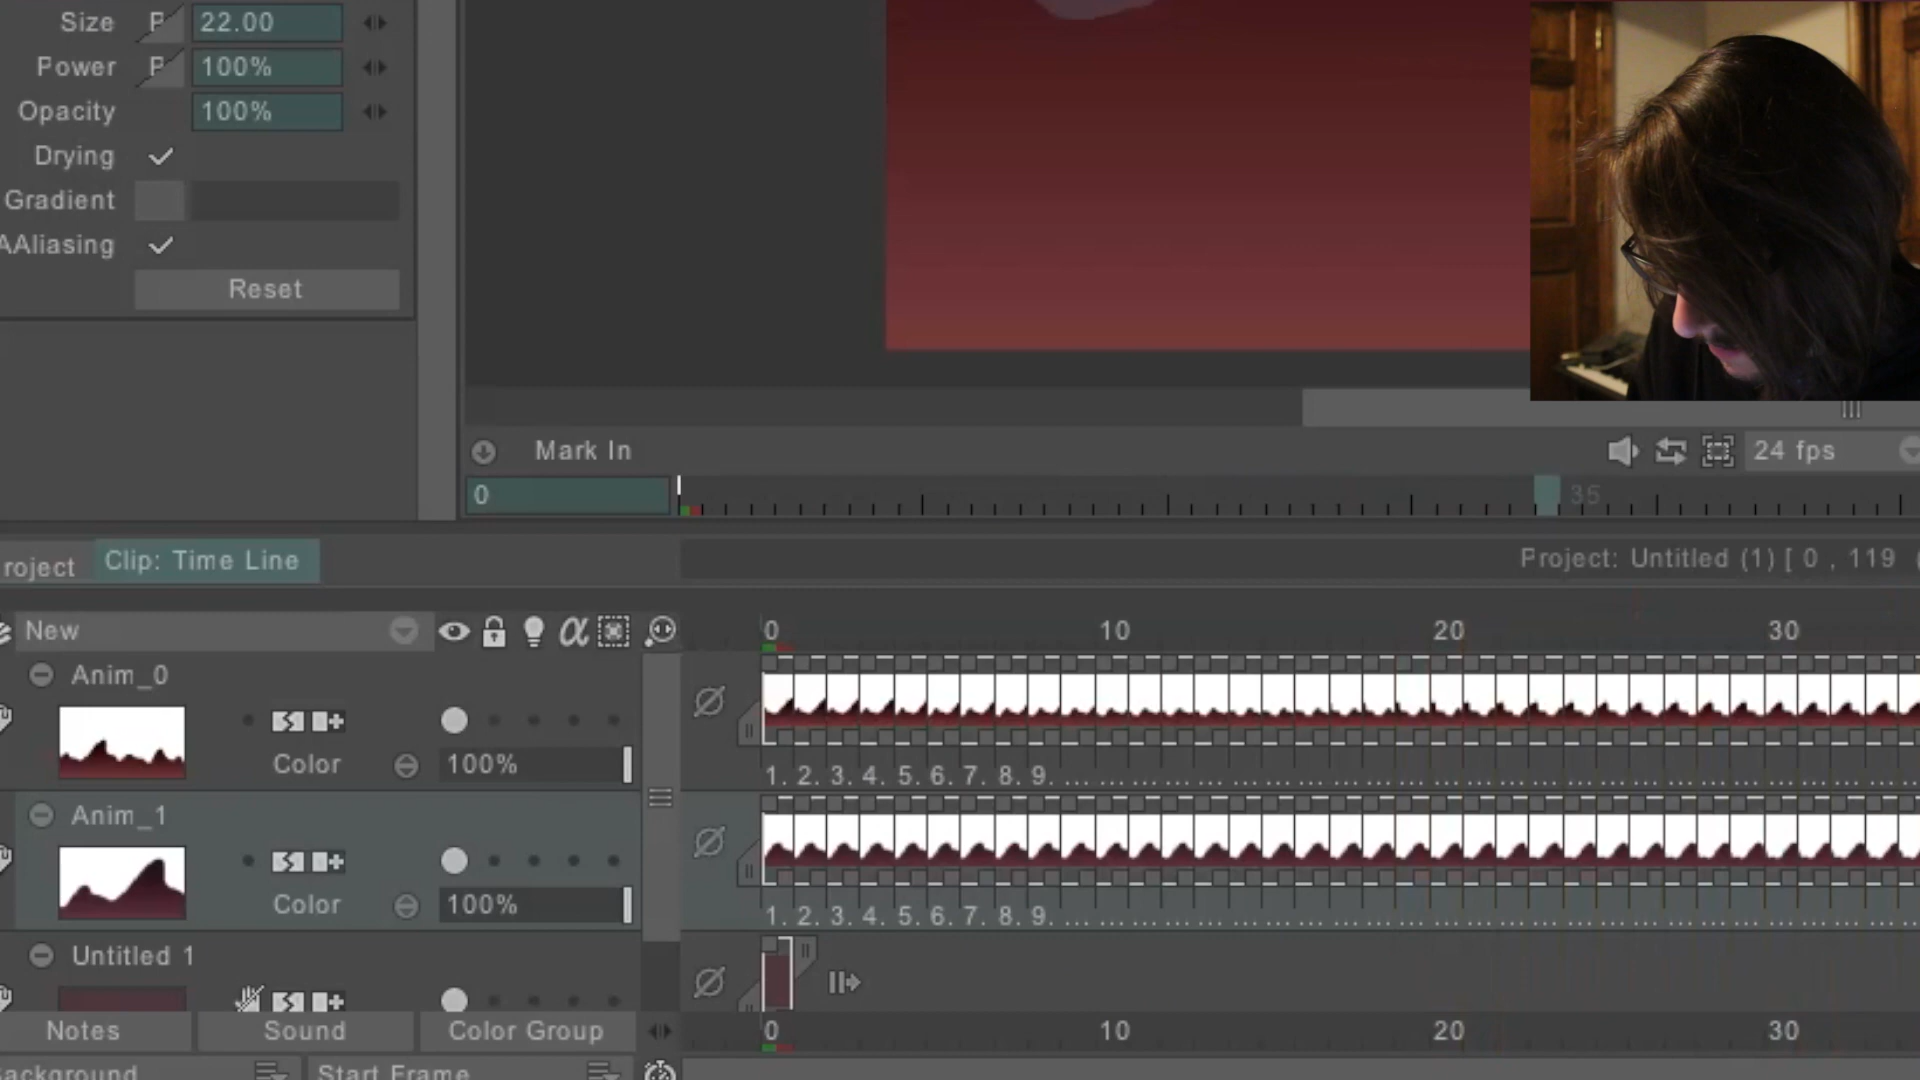 Size P 22.00
Power P 100%
Opacity 100%
Drying
Gradient
AAliasing
Reset
Mark In
24 fps
0
35
roject
Clip: Time Line
Project: Untitled (1) [ 0 , 119
New
0 10 20 30
Anim_0
Color 100%
1. 2. 3. 4. 5. 6. 7. 8. 9.
Anim_1
Color 100%
1. 2. 3. 4. 5. 6. 7. 8. 9.
Untitled 1
Notes Sound Color Group
0 10 20 30
Background Start Frame